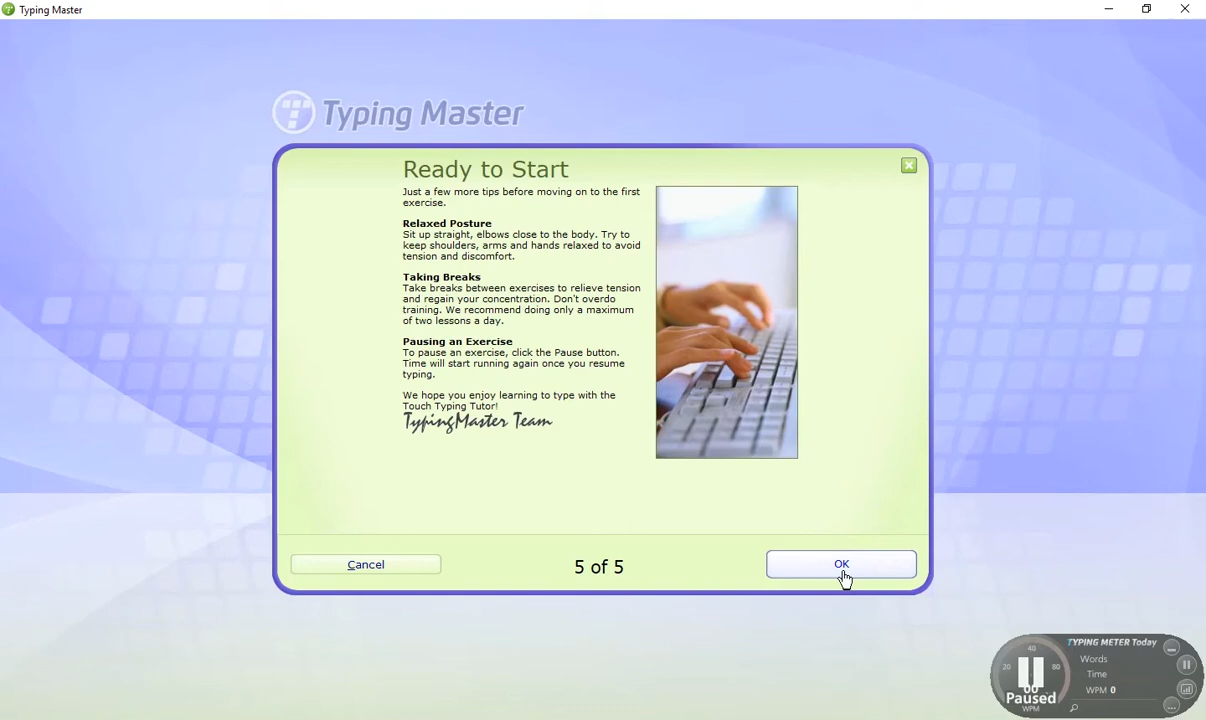 Typing Master
Typing Master
Ready to Start
Just a few more tips before moving on to the first
exercise.
Relaxed Posture
Sit up straight, elbows close to the body. Try to
keep shoulders, arms and hands relaxed to avoid
tension and discomfort.
Taking Breaks
Take breaks between exercises to relieve tension
and regain your concentration. Don't overdo
training. We recommend doing only a maximum
of two lessons a day.
Pausing an Exercise
To pause an exercise, click the Pause button.
Time will start running again once you resume
typing.
We hope you enjoy learning to type with the
Touch Typing Tutor!
TypingMaster Team
Cancel
5 of 5
OK
TYPING METER Today
40
20
80
Words
Time
WPM 0
00
Paused
WPM